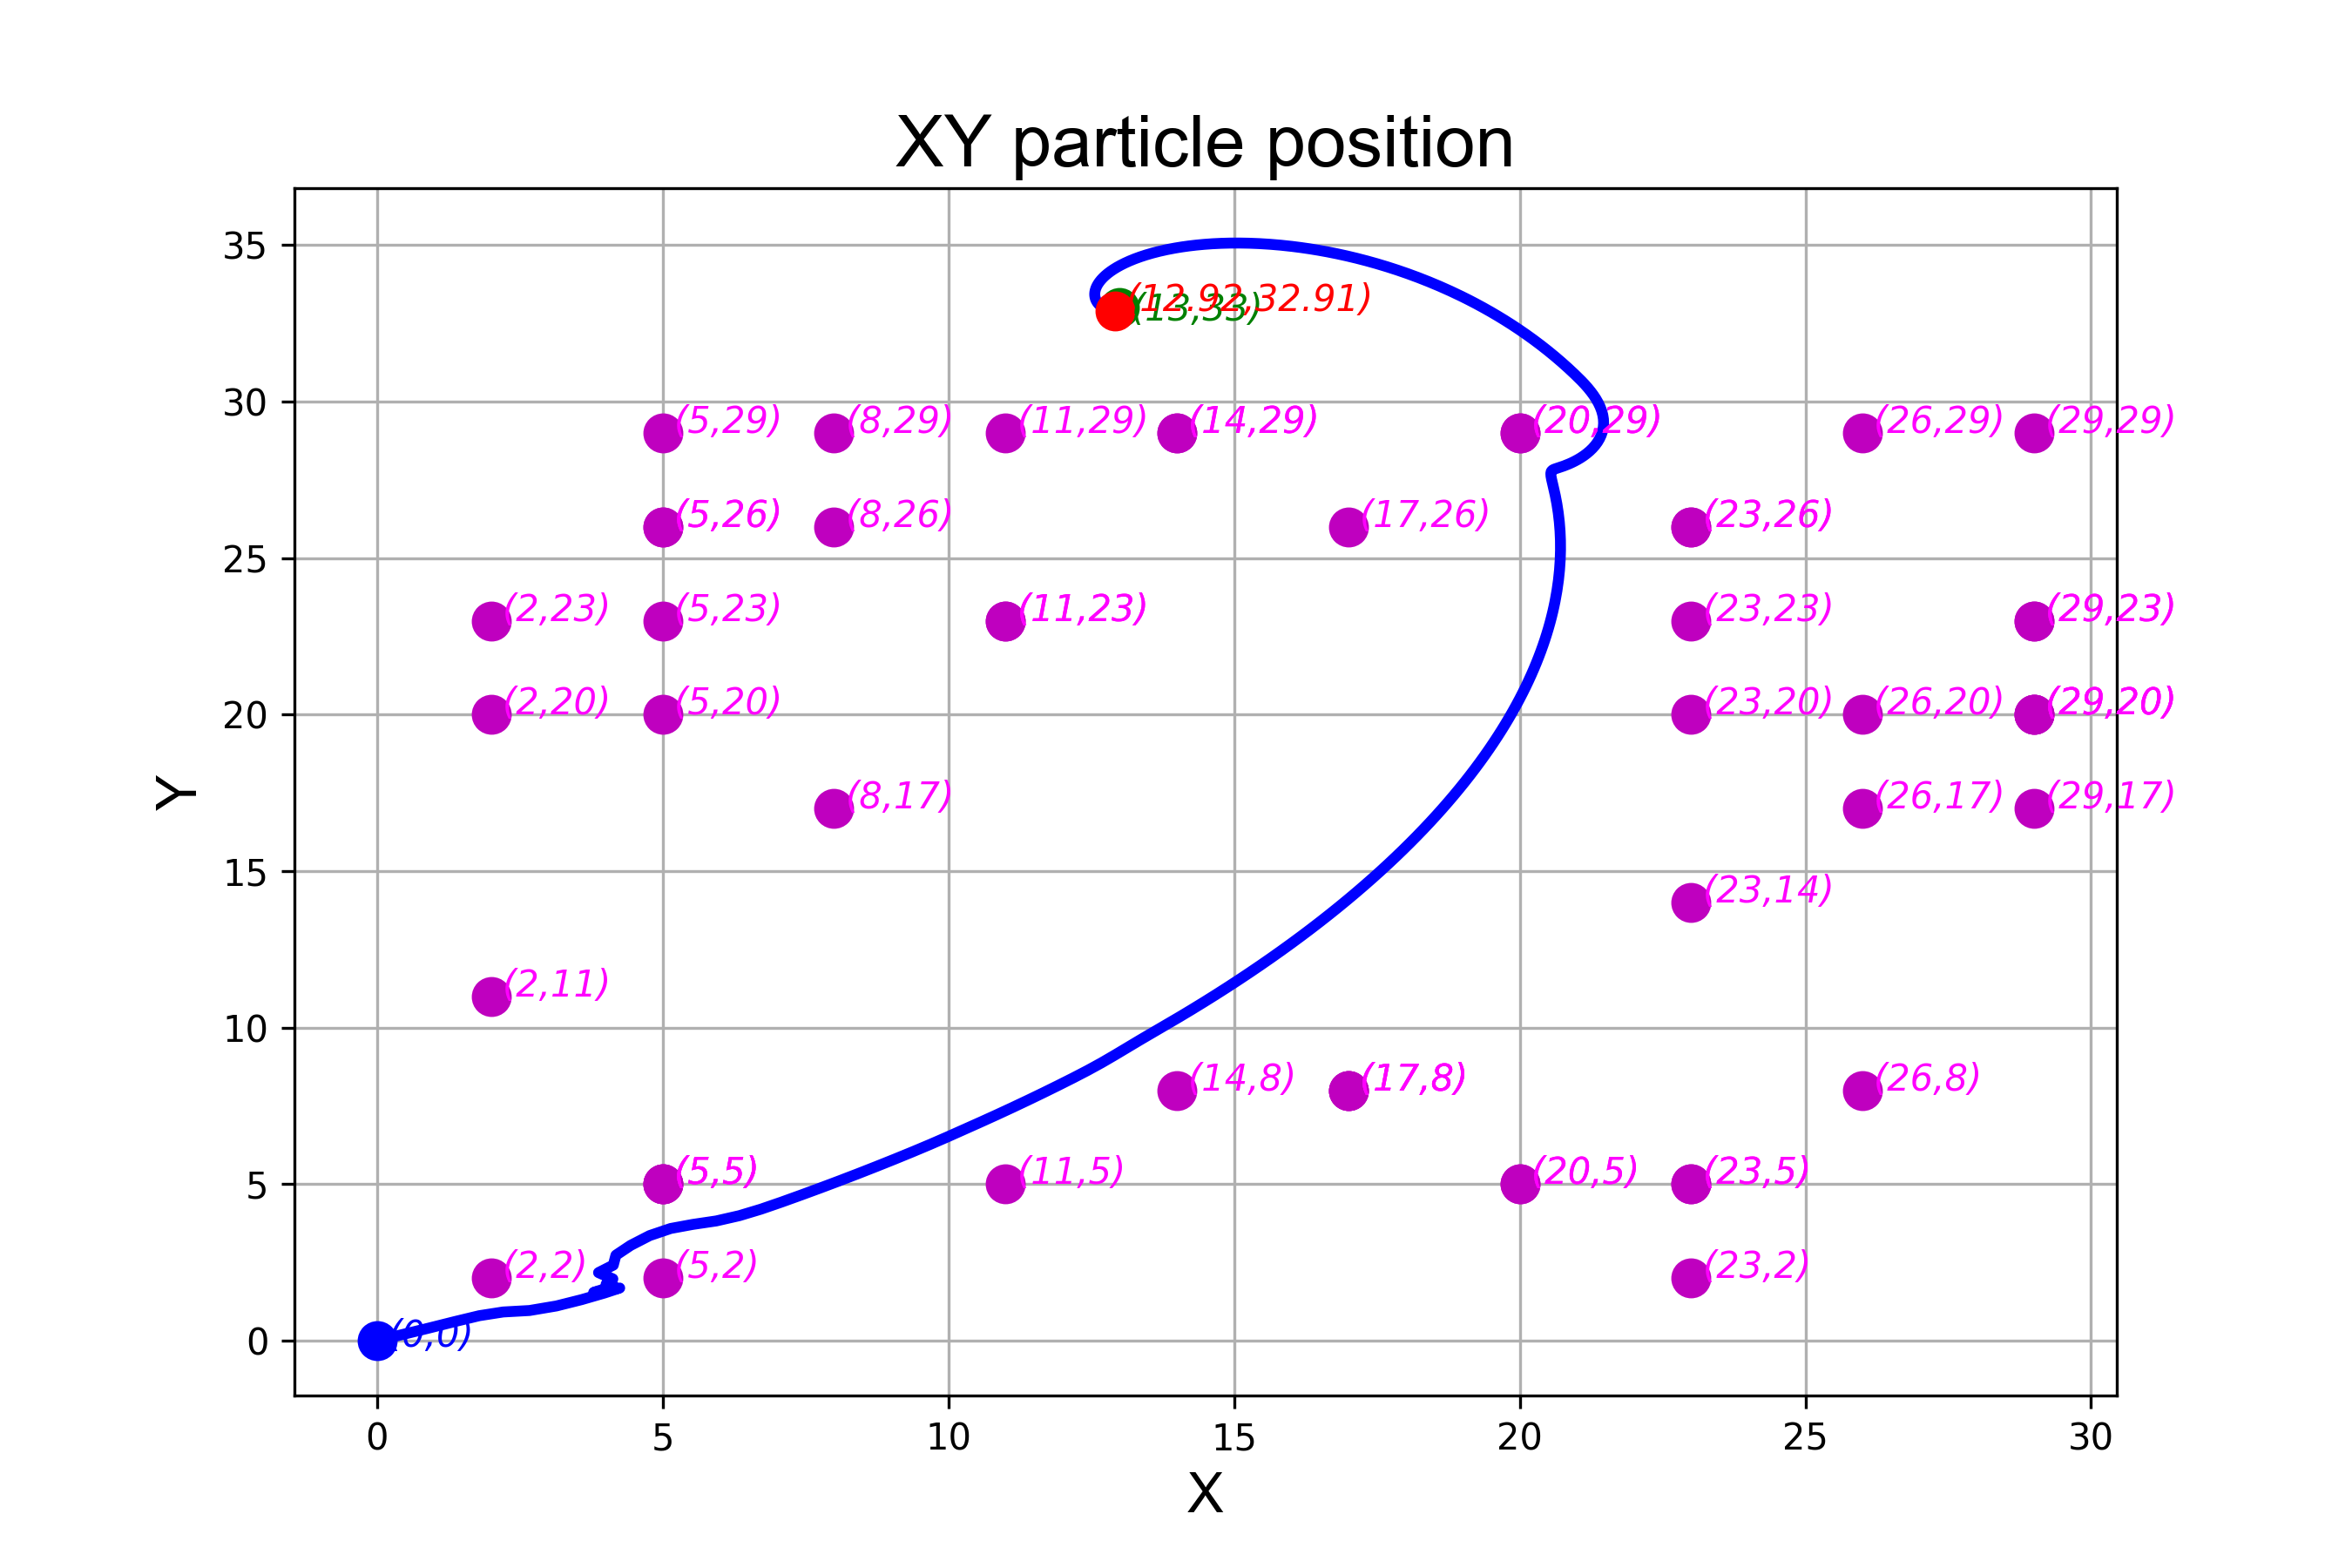 XY particle position
35
(12.92,32.91)
(13,33)
30
(5,29) (8,29) (11,29) (14,29) (20,29) (26,29) (29,29)
(5,26) (8,26) (17,26) (23,26)
25
(2,23) (5,23) (11,23) (23,23) (29,23)
20
(2,20) (5,20) (23,20) (26,20) (29,20)
(8,17) (26,17) (29,17)
Y
15
(23,14)
(2,11)
10
(14,8) (17,8) (26,8)
5
(5,5) (11,5) (20,5) (23,5)
(2,2) (5,2) (23,2)
0
(0,0)
0 5 10 15 20 25 30
X